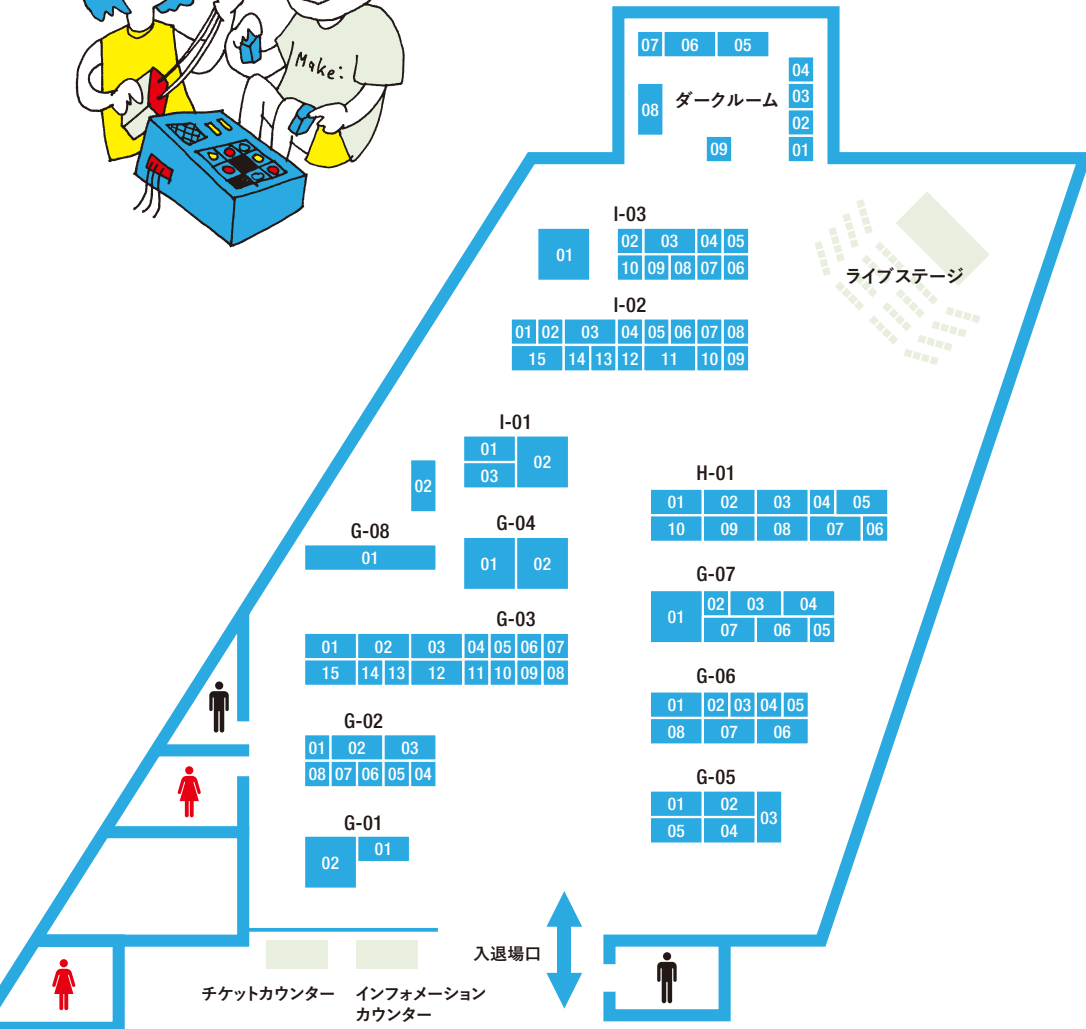 Make:
07 06 05
04
03
02
01
08
ダークルーム
09
I-03
01
02 03 04 05
10 09 08 07 06
ライブステージ
I-02
01 02 03 04 05 06 07 08
15 14 13 12 11 10 09
I-01
01
02
03
02
G-08
01
G-04
01 02
H-01
01 02 03 04 05
10 09 08 07 06
G-07
01
02 03 04
07 06 05
G-03
01 02 03 04 05 06 07
15 14 13 12 11 10 09 08
G-06
01 02 03 04 05
08 07 06
G-02
01 02 03
08 07 06 05 04
G-05
01 02
03
05 04
G-01
01
02
入退場口
チケットカウンター
インフォメーション
カウンター